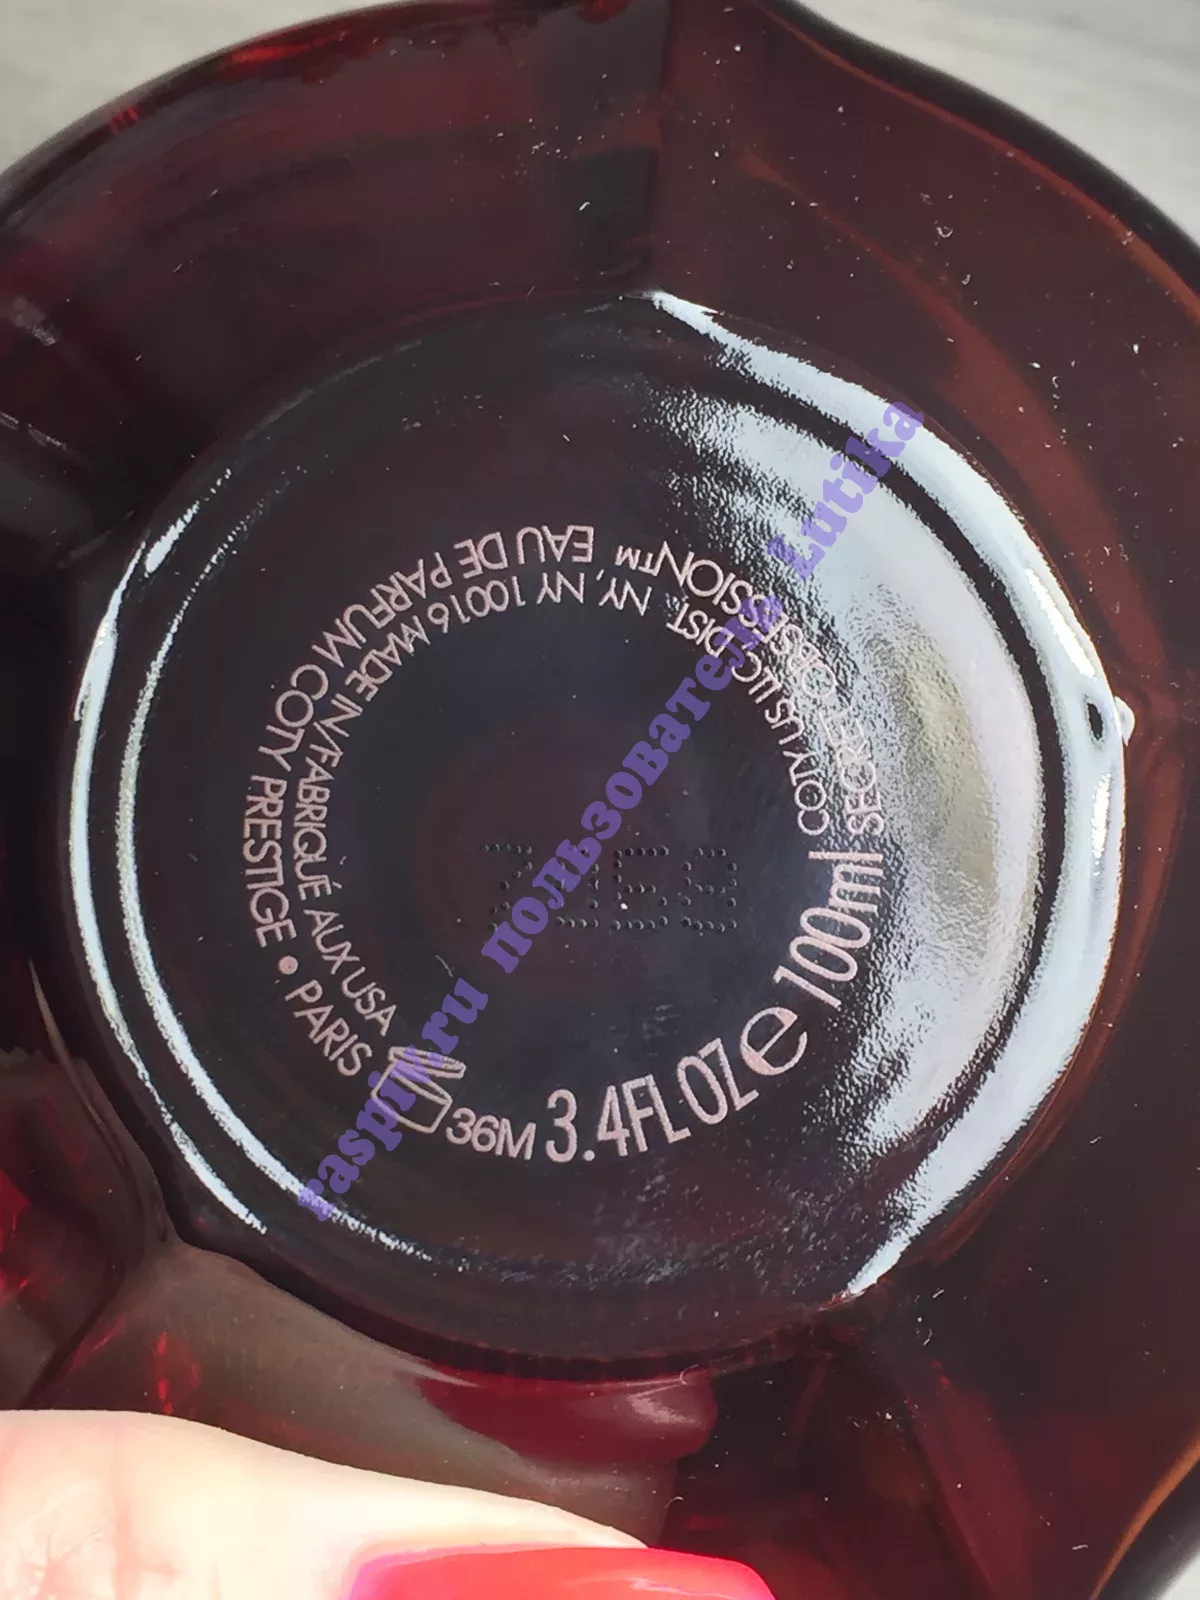 SECRET OBSESSION™ EAU DE PARFUM COTY PRESTIGE • PARIS
COTY US LLC, DIST. NY, NY 10016 MADE IN/FABRIQUÉ AUX USA
36M 3.4FL OZ e 100ml
raspik.ru пользователь Lutika